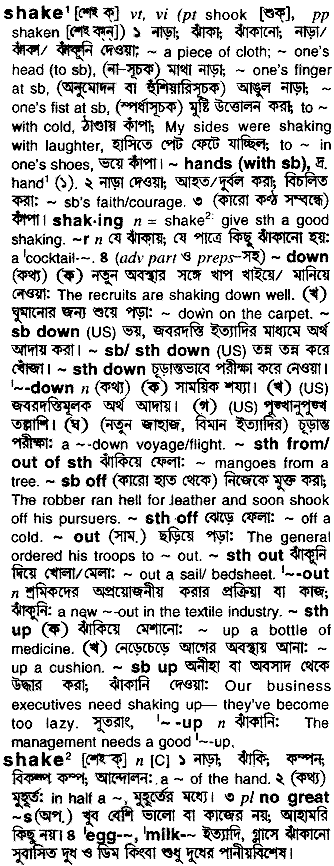 shake¹ [শেই ক্] vt, vi (pt shook [শুক্], pp
shaken [শেই কান্]) ১ নাড়া; ঝাঁকা; ঝাঁকানো; নাড়া/
ঝাঁকা/ ঝাঁকুনি দেওয়া: ~ a piece of cloth; ~ one's
head (to sb), (না-সূচক) মাথা নাড়া; ~ one's finger
at sb, (অনুমোদন বা হুঁশিয়ারিসূচক) আঙুল নাড়া; ~
one's fist at sb, (স্পর্ধাসূচক) মুষ্টি উত্তোলন করা; to ~
with cold, ঠাণ্ডায় কাঁপা; My sides were shaking
with laughter, হাসিতে পেট ফেটে যাচ্ছিল; to ~ in
one's shoes, ভয়ে কাঁপা। ~ hands (with sb), দ্র.
hand¹ (১). ২ নাড়া দেওয়া; আহত/দুর্বল করা; বিচলিত
করা: ~ sb's faith/courage. ৩ (কারো কণ্ঠ সম্বন্ধে)
কাঁপা। shak·ing n = shake²: give sth a good
shaking. ~r n যে ঝাঁকায়; যে পাত্রে কিছু ঝাঁকানো হয়:
a ˈcocktail-~. ৪ (adv part ও preps-সহ) ~ down
(কথ্য) (ক) নতুন অবস্থার সঙ্গে খাপ খাইয়ে/ মানিয়ে
নেওয়া: The recruits are shaking down well. (খ)
ঘুমানোর জন্য শুয়ে পড়া: ~ down on the carpet. ~
sb down (US) ভয়, জবরদস্তি ইত্যাদির মাধ্যমে অর্থ
আদায় করা। ~ sb/ sth down (US) তন্ন তন্ন করে
খোঁজা। ~ sth down চূড়ান্তভাবে পরীক্ষা করে নেওয়া।
ˈ~-down n (কথ্য) (ক) সাময়িক শয্যা। (খ) (US)
জবরদস্তিমূলক অর্থ আদায়। (গ) (US) পুঙ্খানুপুঙ্খ
তল্লাশি। (ঘ) (নতুন জাহাজ, বিমান ইত্যাদির) চূড়ান্ত
পরীক্ষা: a ~-down voyage/flight. ~ sth from/
out of sth ঝাঁকিয়ে ফেলা: ~ mangoes from a
tree. ~ sb off (কারো হাত থেকে) নিজেকে মুক্ত করা;
The robber ran hell for leather and soon shook
off his pursuers. ~ sth off ঝেড়ে ফেলা: ~ off a
cold. ~ out (সাম.) ছড়িয়ে পড়া: The general
ordered his troops to ~ out. ~ sth out ঝাঁকুনি
দিয়ে খোলা/মেলা: ~ out a sail/ bedsheet. ˈ~-out
n শ্রমিকদের অপ্রয়োজনীয় করার প্রক্রিয়া বা কাজ;
ঝাঁকুনি: a new ~-out in the textile industry. ~ sth
up (ক) ঝাঁকিয়ে মেশানো: ~ up a bottle of
medicine. (খ) নেড়েচেড়ে আগের অবস্থায় আনা: ~
up a cushion. ~ sb up অনীহা বা অবসাদ থেকে
উদ্ধার করা; ঝাঁকানি দেওয়া: Our business
executives need shaking up— they've become
too lazy. সুতরাং, ˈ~-up n ঝাঁকানি: The
management needs a good ˈ~-up,
shake² [শেই ক্] n [C] ১ নাড়া; ঝাঁকি; কম্পন;
বিকল্প কম্প; আন্দোলন: a ~ of the hand. ২ (কথ্য)
মুহূর্ত: in half a ~, মুহূর্তের মধ্যে। ৩ pl no great
~s (অপ.) খুব বেশি ভালো বা কাজের নয়; আহামরি
কিছু নয়। ৪ ˈegg-~, ˈmilk-~ ইত্যাদি, গ্লাসে ঝাঁকানো
সুবাসিত দুধ ও ডিম কিংবা শুধু দুধের পানীয়বিশেষ।